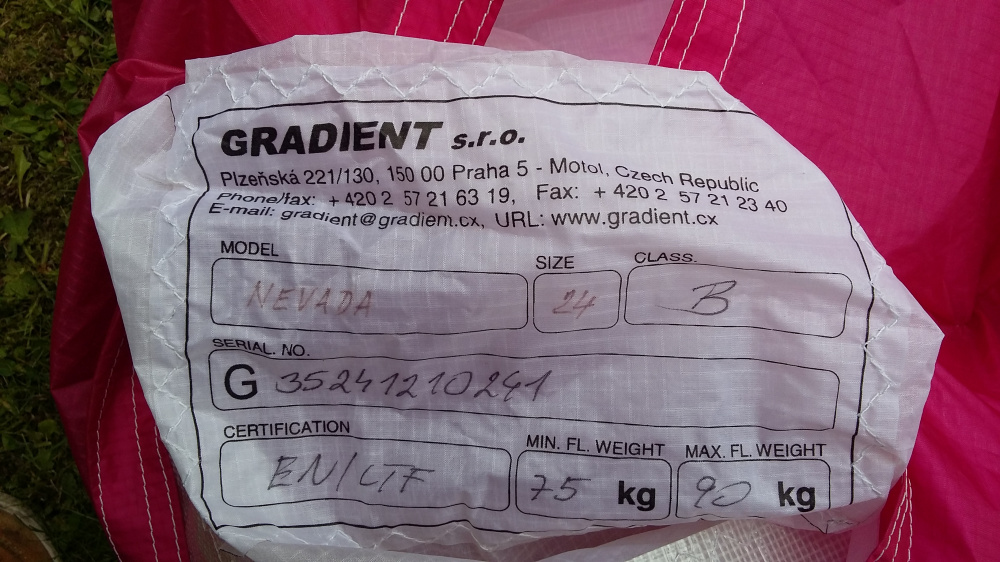 GRADIENT s.r.o.
Plzeňská 221/130, 150 00 Praha 5 - Motol, Czech Republic
Phone/fax: + 420 2 57 21 63 19, Fax: + 420 2 57 21 23 40
E-mail: gradient@gradient.cx, URL: www.gradient.cx
MODEL SIZE CLASS.
NEVADA 24 B
SERIAL. NO.
G 35241210241
CERTIFICATION MIN. FL. WEIGHT MAX. FL. WEIGHT
EN/LTF 75 kg 90 kg